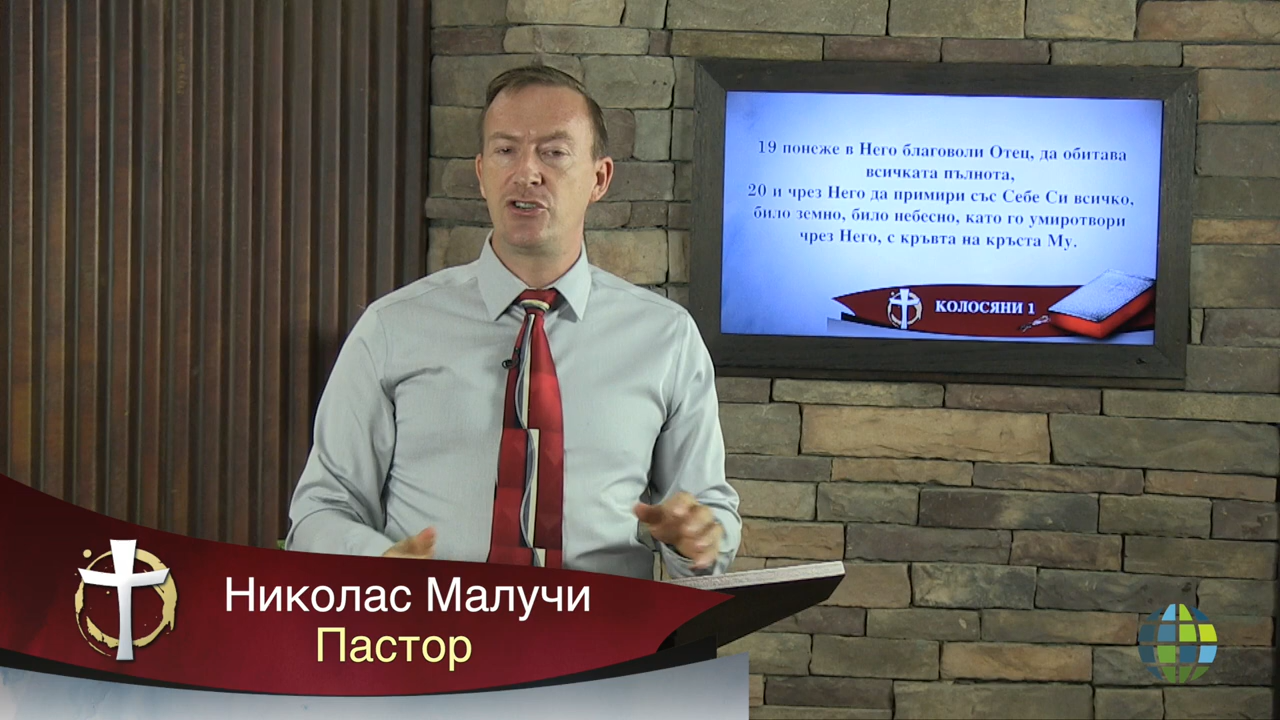 19 понеже в Него благоволи Отец, да обитава
всичката пълнота,
20 и чрез Него да примири със Себе Си всичко,
било земно, било небесно, като го умиротвори
чрез Него, с кръвта на кръста Му.
КОЛОСЯНИ 1
Николас Малучи
Пастор